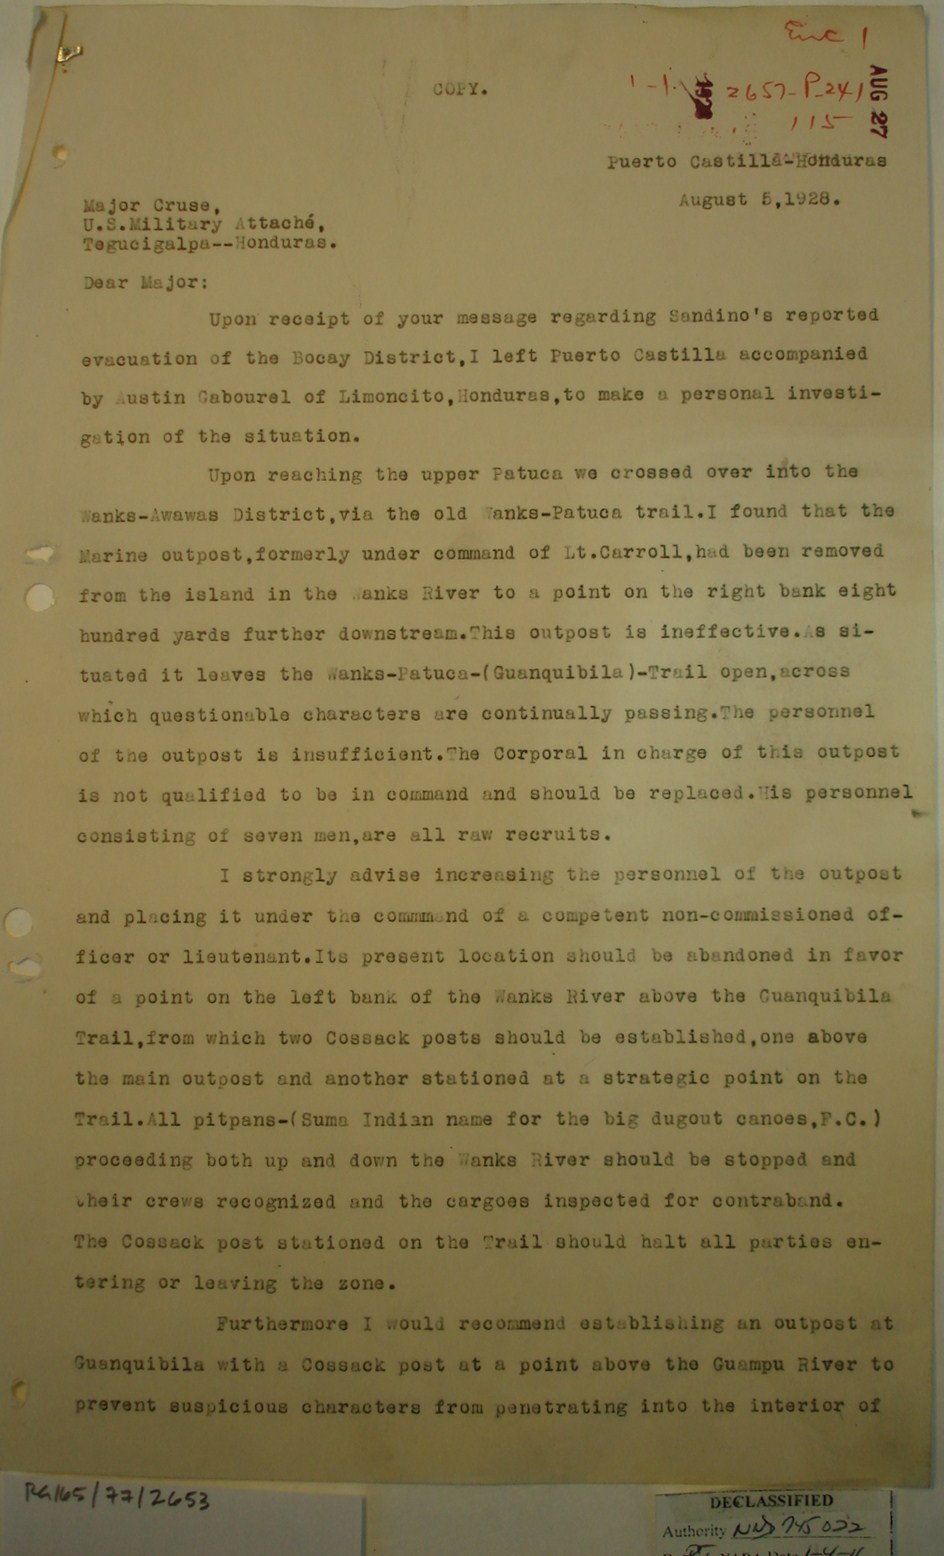 Enc 1
COPY.
1928
2657-P-241
AUG 27
115
Puerto Castilla-Honduras
August 5,1928.
Major Cruse,
U.S.Military Attaché,
Tegucigalpa--Honduras.
Dear Major:
Upon receipt of your message regarding Sandino's reported
evacuation of the Bocay District,I left Puerto Castilla accompanied
by Austin Gabourel of Limoncito,Honduras,to make a personal investi-
gation of the situation.
Upon reaching the upper Patuca we crossed over into the
Wanks-Awawas District,via the old Wanks-Patuca trail.I found that the
Marine outpost,formerly under command of Lt.Carroll,had been removed
from the island in the Wanks River to a point on the right bank eight
hundred yards further downstream.This outpost is ineffective.As si-
tuated it leaves the Wanks-Patuca-(Guanquibila)-Trail open,across
which questionable characters are continually passing.The personnel
of the outpost is insufficient.The Corporal in charge of this outpost
is not qualified to be in command and should be replaced.His personnel
consisting of seven men,are all raw recruits.
I strongly advise increasing the personnel of the outpost
and placing it under the commmand of a competent non-commissioned of-
ficer or lieutenant.Its present location should be abandoned in favor
of a point on the left bank of the Wanks River above the Guanquibila
Trail,from which two Cossack posts should be established,one above
the main outpost and another stationed at a strategic point on the
Trail.All pitpans-(Suma Indian name for the big dugout canoes,F.C.)
proceeding both up and down the Wanks River should be stopped and
their crews recognized and the cargoes inspected for contraband.
The Cossack post stationed on the Trail should halt all parties en-
tering or leaving the zone.
Furthermore I would recommend establishing an outpost at
Guanquibila with a Cossack post at a point above the Guampu River to
prevent suspicious characters from penetrating into the interior of
RG165/77/2653
DECLASSIFIED
Authority NND 745022